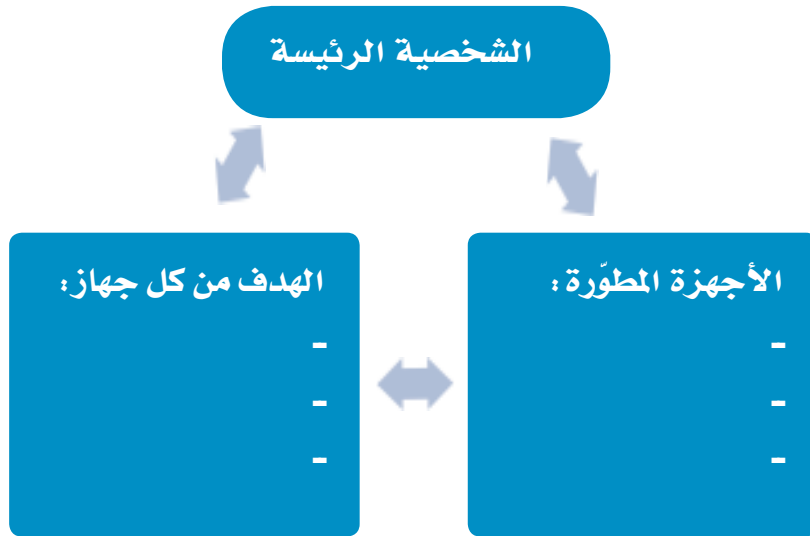 الشخصية الرئيسة
الأجهزة المطوّرة :
-
-
-
الهدف من كل جهاز:
-
-
-